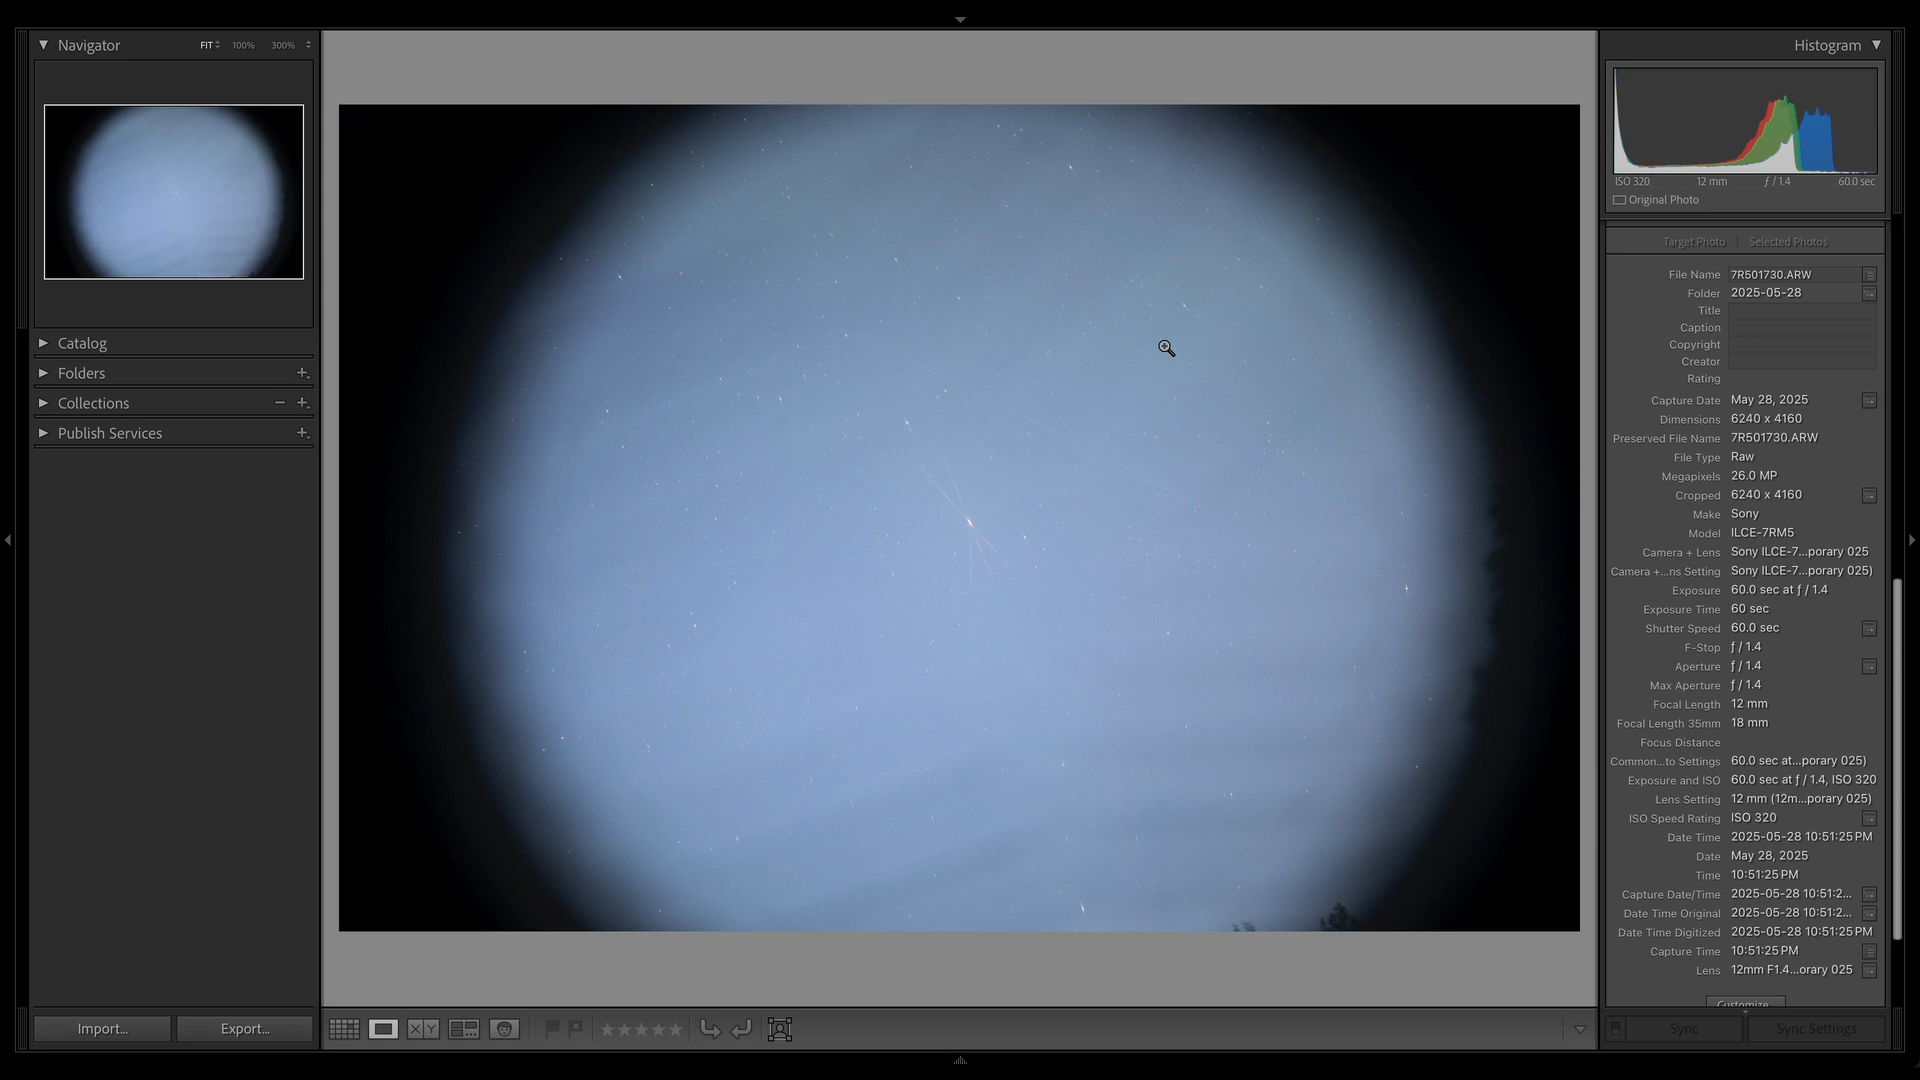 Navigator
FIT
100%
300%
Catalog
Folders
Collections
Publish Services
Import...
Export...
XY
Histogram
ISO 320
12 mm
ƒ / 1.4
60.0 sec
Original Photo
Target Photo
Selected Photos
File Name 7R501730.ARW
Folder 2025-05-28
Title
Caption
Copyright
Creator
Rating
Capture Date May 28, 2025
Dimensions 6240 x 4160
Preserved File Name 7R501730.ARW
File Type Raw
Megapixels 26.0 MP
Cropped 6240 x 4160
Make Sony
Model ILCE-7RM5
Camera + Lens Sony ILCE-7...porary 025
Camera +...ns Setting Sony ILCE-7...porary 025)
Exposure 60.0 sec at ƒ / 1.4
Exposure Time 60 sec
Shutter Speed 60.0 sec
F-Stop ƒ / 1.4
Aperture ƒ / 1.4
Max Aperture ƒ / 1.4
Focal Length 12 mm
Focal Length 35mm 18 mm
Focus Distance
Common...to Settings 60.0 sec at...porary 025)
Exposure and ISO 60.0 sec at ƒ / 1.4, ISO 320
Lens Setting 12 mm (12m...porary 025)
ISO Speed Rating ISO 320
Date Time 2025-05-28 10:51:25 PM
Date May 28, 2025
Time 10:51:25 PM
Capture Date/Time 2025-05-28 10:51:2...
Date Time Original 2025-05-28 10:51:2...
Date Time Digitized 2025-05-28 10:51:25 PM
Capture Time 10:51:25 PM
Lens 12mm F1.4...orary 025
Customize...
Sync
Sync Settings